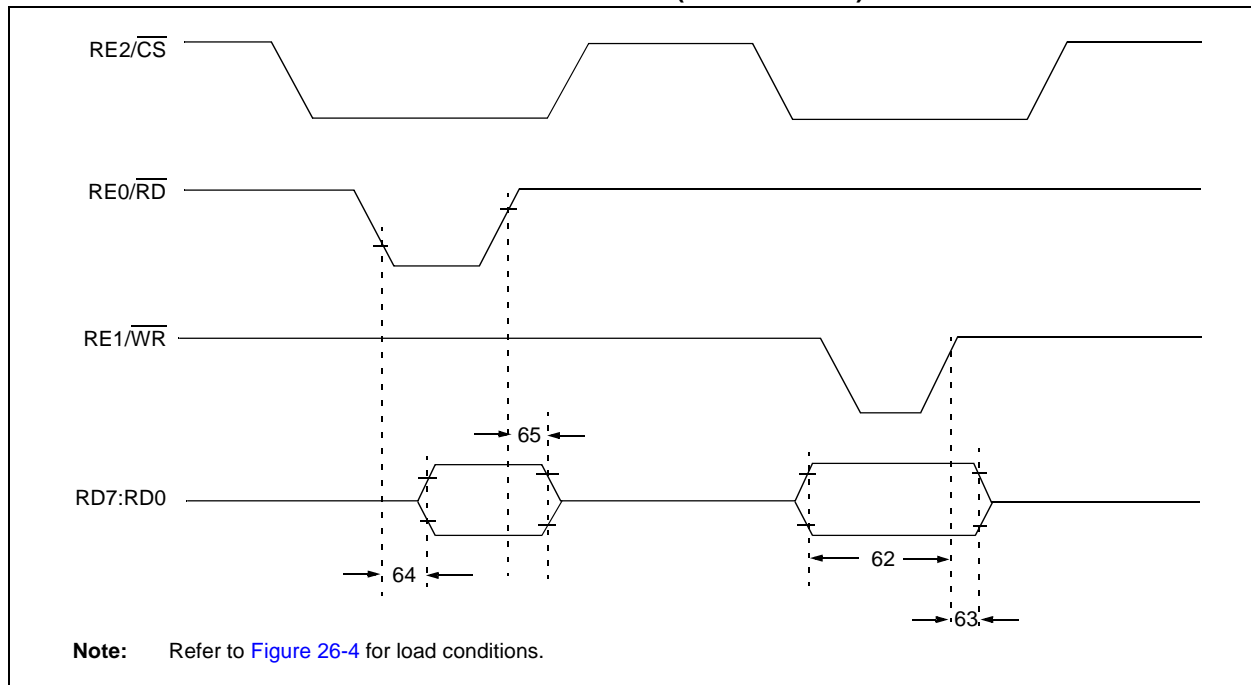 RE2/CS
RE0/RD
RE1/WR
65
RD7:RD0
64
62
63
Note: Refer to Figure 26-4 for load conditions.